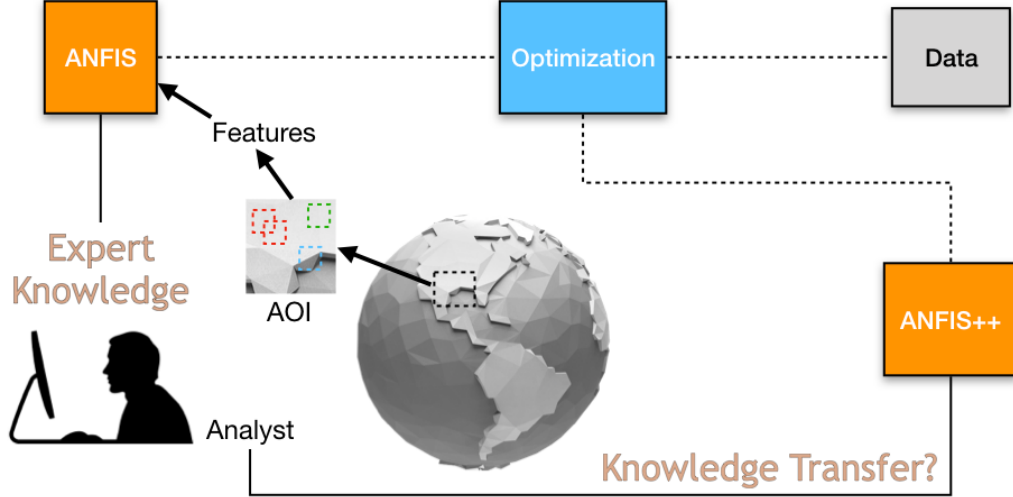 ANFIS
Optimization
Data
Features
Expert
Knowledge
AOI
ANFIS++
Analyst
Knowledge Transfer?